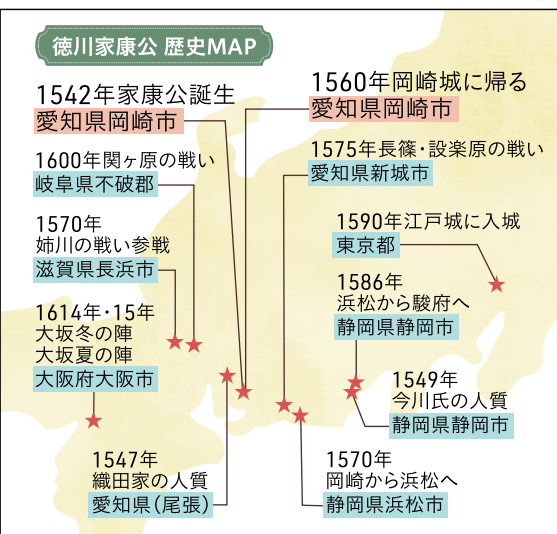 徳川家康公 歴史MAP
1542年家康公誕生
愛知県岡崎市
1560年岡崎城に帰る
愛知県岡崎市
1600年関ヶ原の戦い
岐阜県不破郡
1575年長篠・設楽原の戦い
愛知県新城市
1570年
姉川の戦い参戦
滋賀県長浜市
1590年江戸城に入城
東京都
1586年
浜松から駿府へ
静岡県静岡市
1614年・15年
大坂冬の陣
大坂夏の陣
大阪府大阪市
1549年
今川氏の人質
静岡県静岡市
1547年
織田家の人質
愛知県(尾張)
1570年
岡崎から浜松へ
静岡県浜松市